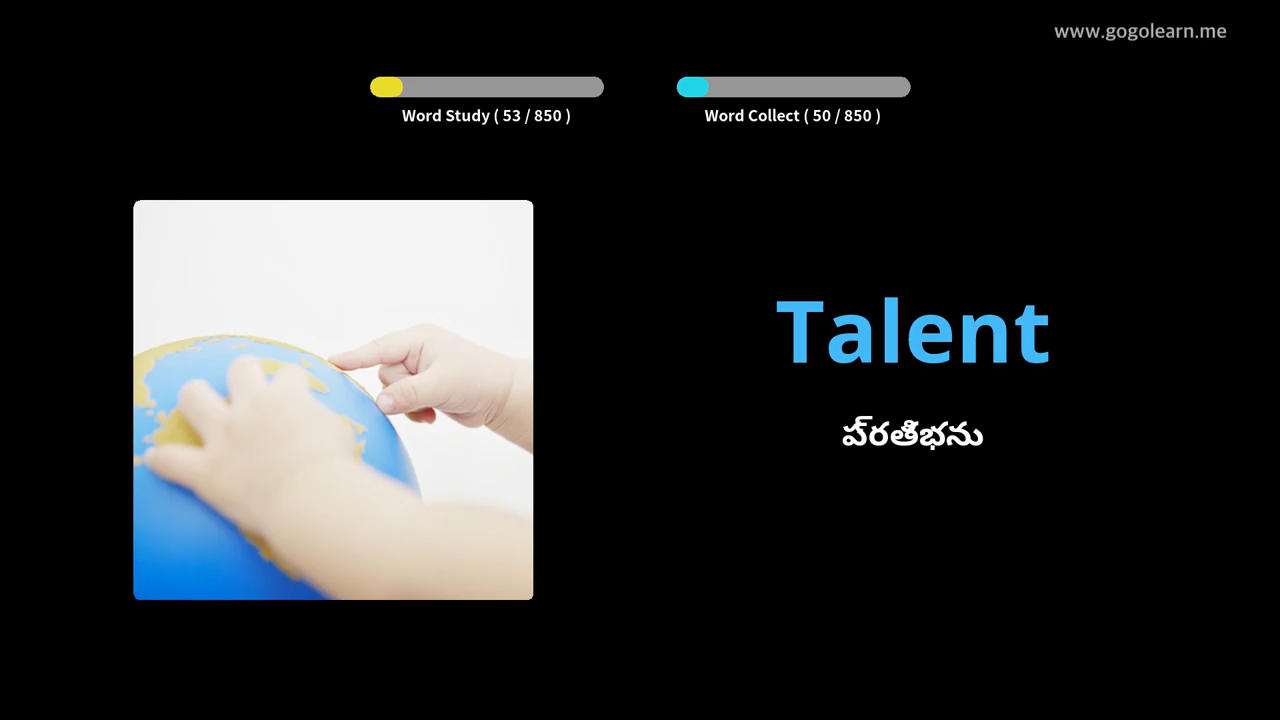 www.gogolearn.me
Word Study ( 53 / 850 )
Word Collect ( 50 / 850 )
Talent
ప్రతిభను